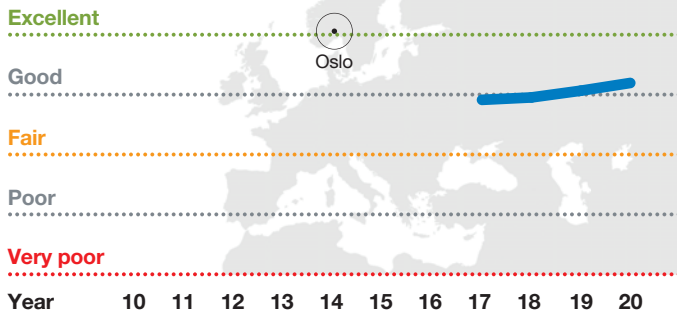 Excellent
Oslo
Good
Fair
Poor
Very poor
Year 10 11 12 13 14 15 16 17 18 19 20